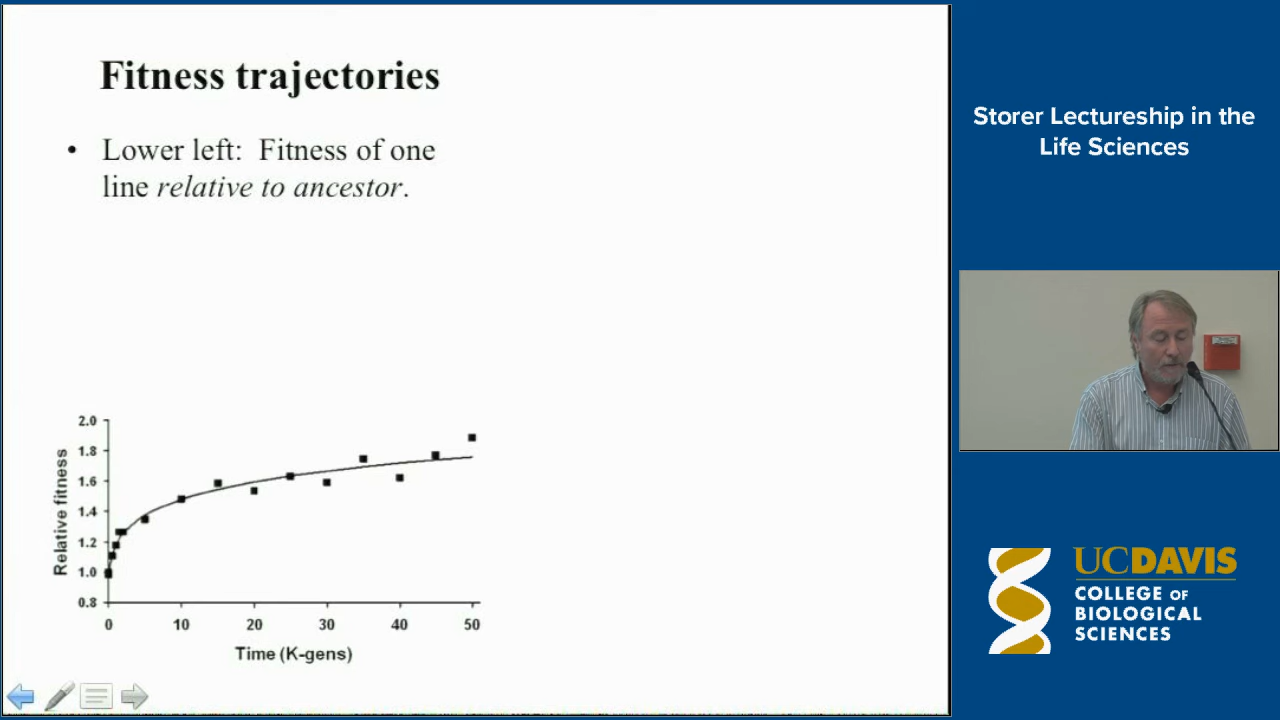 Fitness trajectories
• Lower left: Fitness of one
line relative to ancestor.
2.0
1.8
1.6
1.4
1.2
1.0
0.8
Relative fitness
0 10 20 30 40 50
Time (K-gens)
Storer Lectureship in the
Life Sciences
UCDAVIS
COLLEGE OF
BIOLOGICAL
SCIENCES